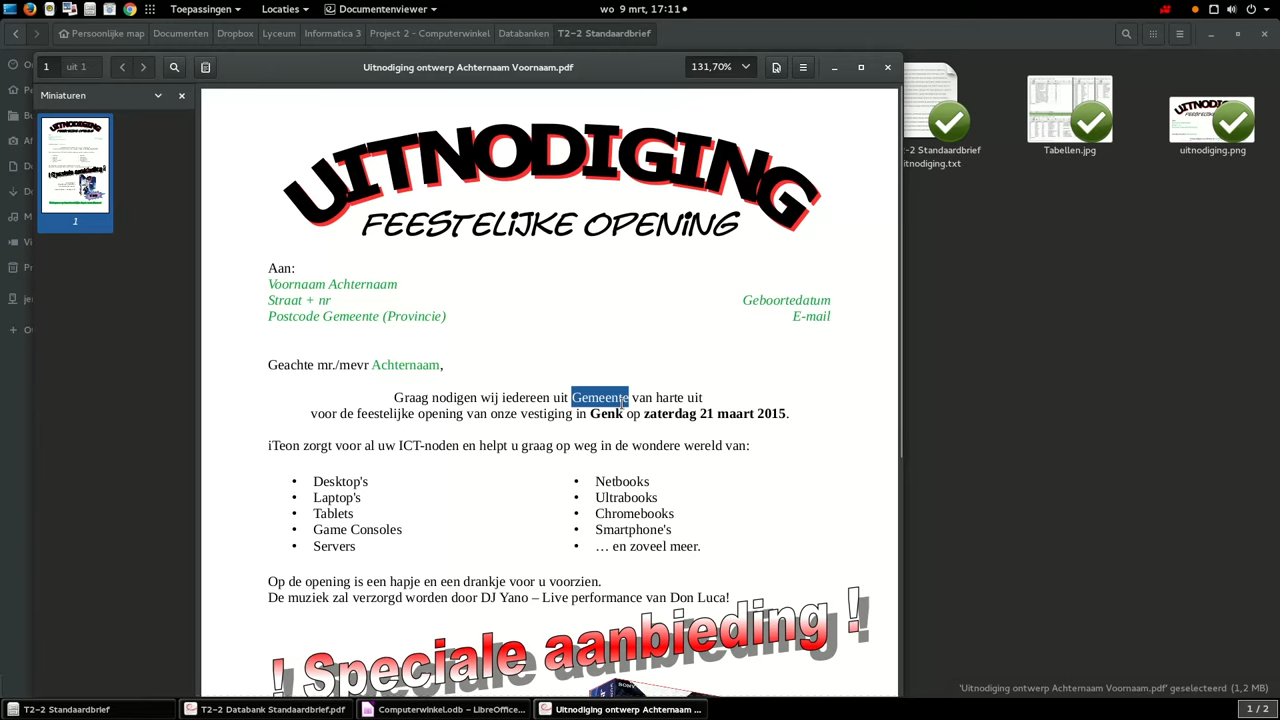 Toepassingen
Locaties
Documentenviewer
wo 9 mrt, 17:11
Persoonlijke map
Documenten
Dropbox
Lyceum
Informatica 3
Project 2 - Computerwinkel
Databanken
T2-2 Standaardbrief
1
uit 1
Uitnodiging ontwerp Achternaam Voornaam.pdf
131,70%
Miniaturen
1
UITNODIGING
FEESTELIJKE OPENING
Aan:
Voornaam Achternaam
Straat + nr
Geboortedatum
Postcode Gemeente (Provincie)
E-mail
Geachte mr./mevr Achternaam,
Graag nodigen wij iedereen uit Gemeente van harte uit
voor de feestelijke opening van onze vestiging in Genk op zaterdag 21 maart 2015.
iTeon zorgt voor al uw ICT-noden en helpt u graag op weg in de wondere wereld van:
• Desktop's
• Laptop's
• Tablets
• Game Consoles
• Servers
• Netbooks
• Ultrabooks
• Chromebooks
• Smartphone's
• … en zoveel meer.
Op de opening is een hapje en een drankje voor u voorzien.
De muziek zal verzorgd worden door DJ Yano – Live performance van Don Luca!
! Speciale aanbieding !
SONY
-2 Standaardbrief
itnodiging.txt
Tabellen.jpg
uitnodiging.png
'Uitnodiging ontwerp Achternaam Voornaam.pdf' geselecteerd (1,2 MB)
T2-2 Standaardbrief
T2-2 Databank Standaardbrief.pdf
Computerwinkel.odb – LibreOffice...
Uitnodiging ontwerp Achternaam ...
1 / 2